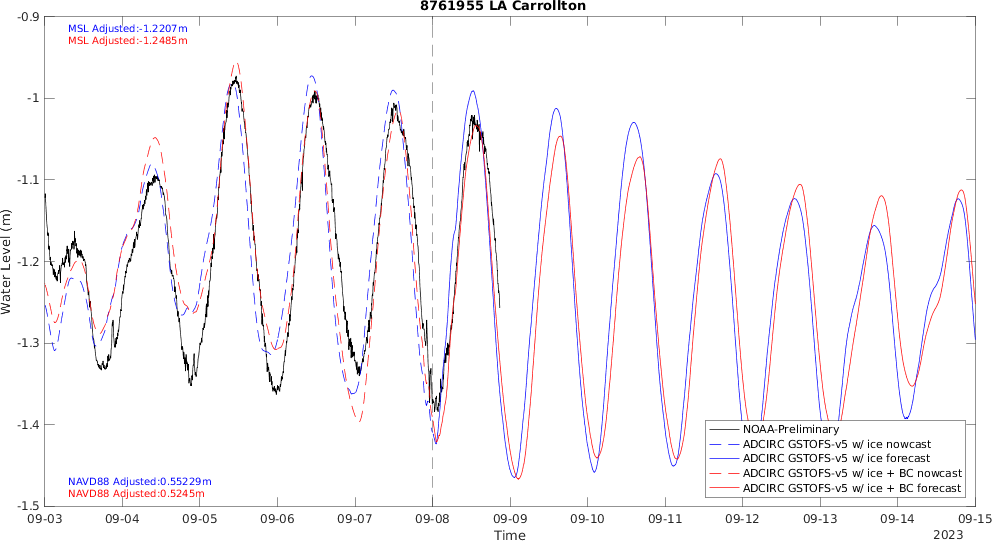 8761955 LA Carrollton
MSL Adjusted:-1.2207m
MSL Adjusted:-1.2485m
Water Level (m)
-0.9
-1
-1.1
-1.2
-1.3
-1.4
-1.5
NOAA-Preliminary
ADCIRC GSTOFS-v5 w/ ice nowcast
ADCIRC GSTOFS-v5 w/ ice forecast
ADCIRC GSTOFS-v5 w/ ice + BC nowcast
ADCIRC GSTOFS-v5 w/ ice + BC forecast
NAVD88 Adjusted:0.55229m
NAVD88 Adjusted:0.5245m
09-03 09-04 09-05 09-06 09-07 09-08 09-09 09-10 09-11 09-12 09-13 09-14 09-15
Time
2023